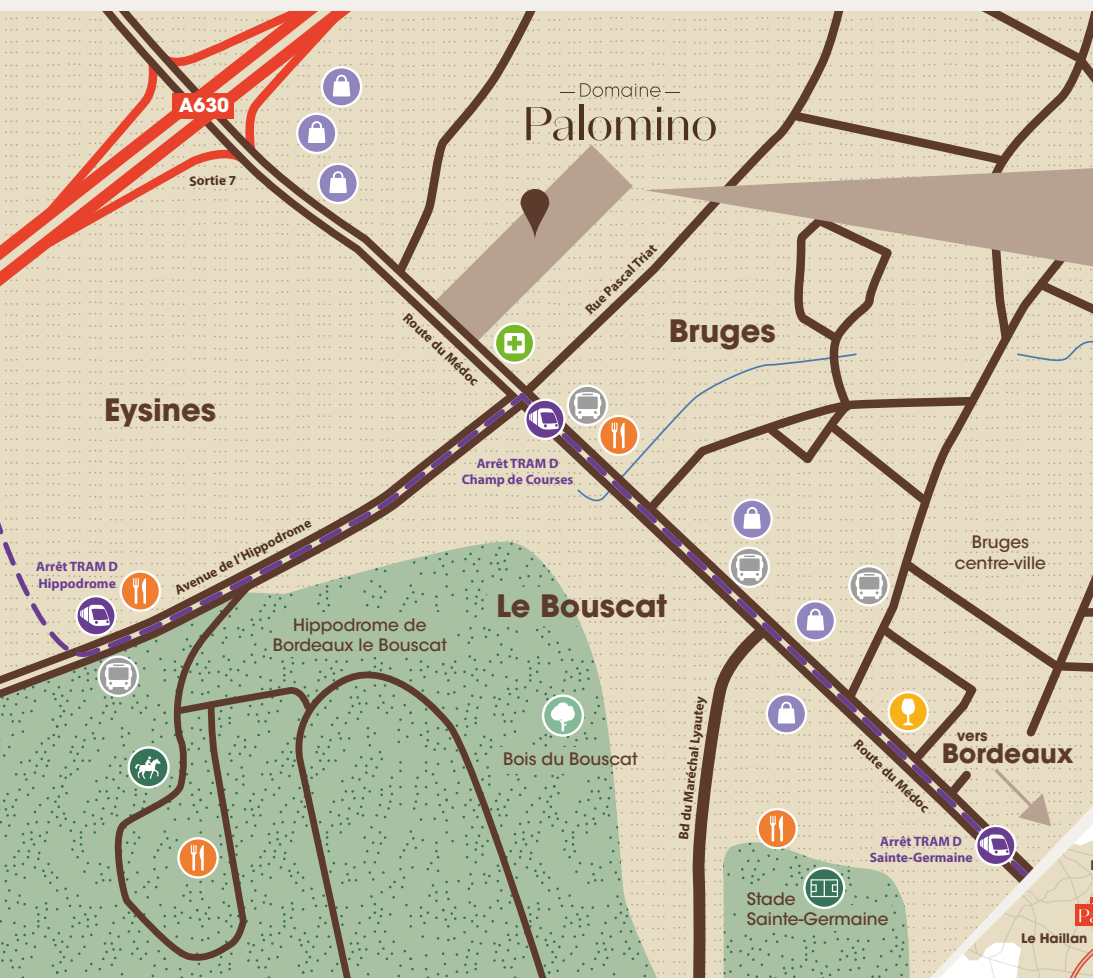 A630
Sortie 7
Domaine
Palomino
Rue Pascal Triat
Route du Médoc
Bruges
Eysines
Arrêt TRAM D
Champ de Courses
Avenue de l'Hippodrome
Arrêt TRAM D
Hippodrome
Bruges
centre-ville
Le Bouscat
Hippodrome de
Bordeaux le Bouscat
Bois du Bouscat
Bd du Maréchal Lyautey
vers
Bordeaux
Route du Médoc
Arrêt TRAM D
Sainte-Germaine
Stade
Sainte-Germaine
Le Haillan